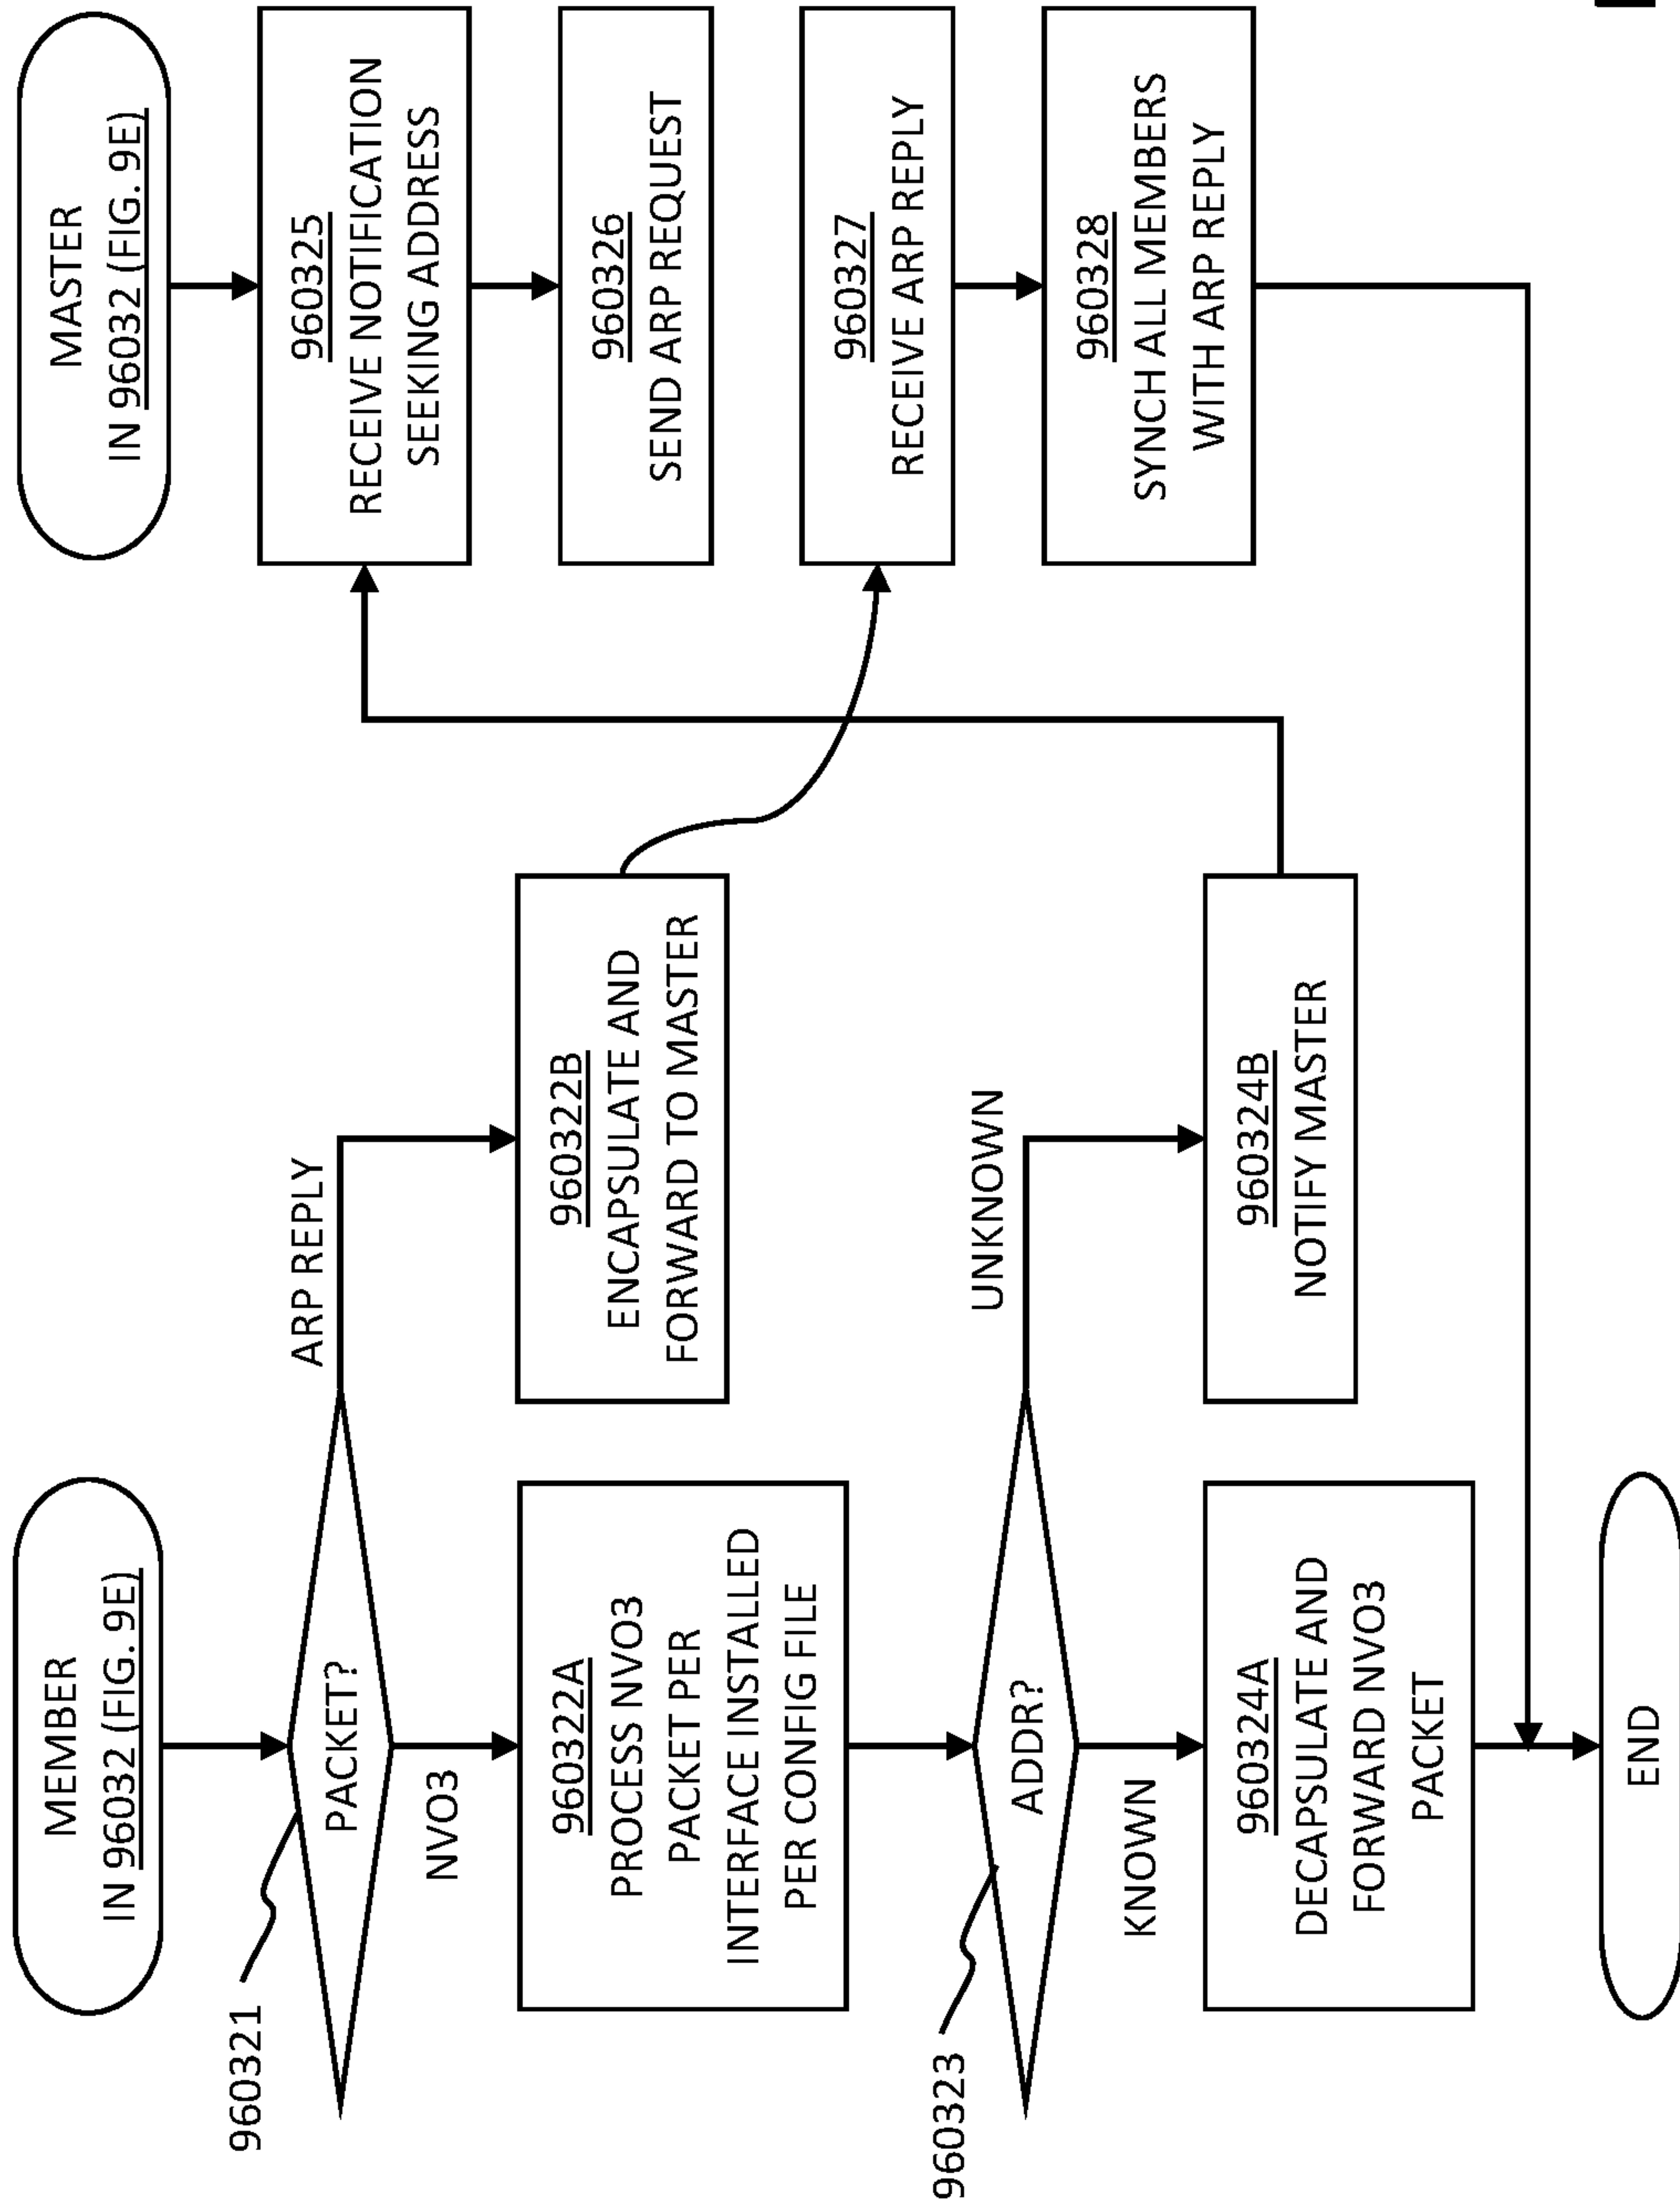 MEMBER
IN 96032 (FIG. 9E)
960321
PACKET?
ARP REPLY
NVO3
960322A
PROCESS NVO3
PACKET PER
INTERFACE INSTALLED
PER CONFIG FILE
960322B
ENCAPSULATE AND
FORWARD TO MASTER
960323
ADDR?
UNKNOWN
KNOWN
960324A
DECAPSULATE AND
FORWARD NVO3
PACKET
960324B
NOTIFY MASTER
END
MASTER
IN 96032 (FIG. 9E)
960325
RECEIVE NOTIFICATION
SEEKING ADDRESS
960326
SEND ARP REQUEST
960327
RECEIVE ARP REPLY
960328
SYNCH ALL MEMBERS
WITH ARP REPLY